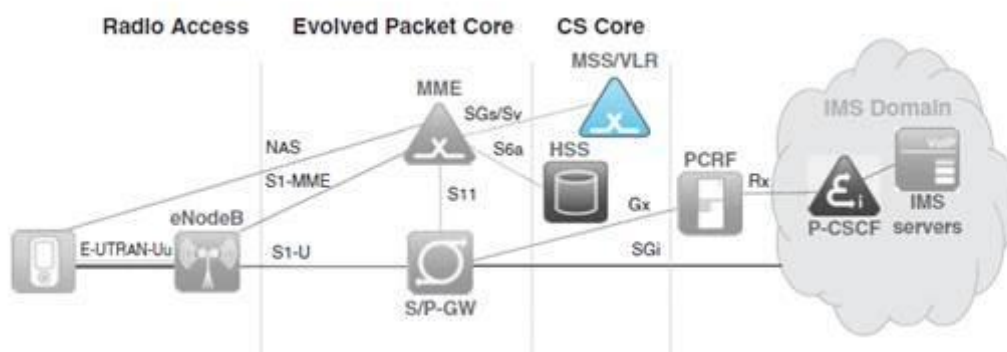 Radio Access
Evolved Packet Core
CS Core
MSS/VLR
MME
SGs/Sv
IMS Domain
NAS
S6a
HSS
PCRF
VoIP
S1-MME
Rx
eNodeB
S11
Gx
P-CSCF
IMS
servers
E-UTRAN-Uu
S1-U
SGi
S/P-GW